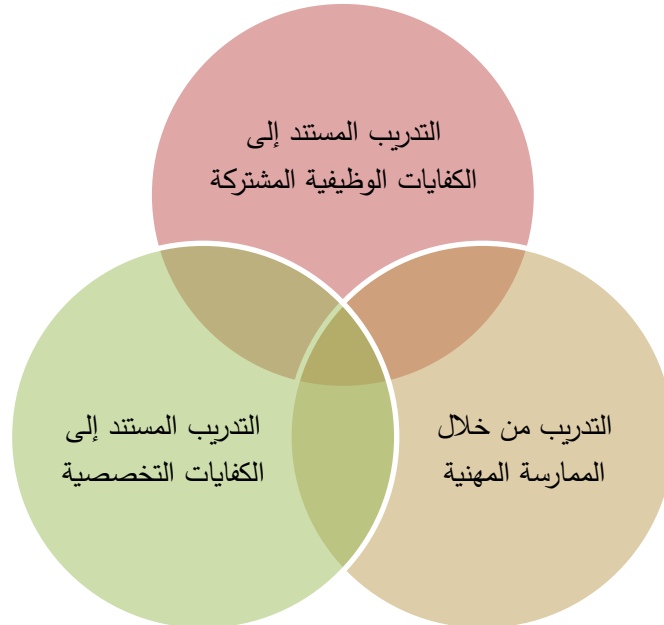 التدريب المستند إلى
الكفايات الوظيفية المشتركة
التدريب من خلال
الممارسة المهنية
التدريب المستند إلى
الكفايات التخصصية